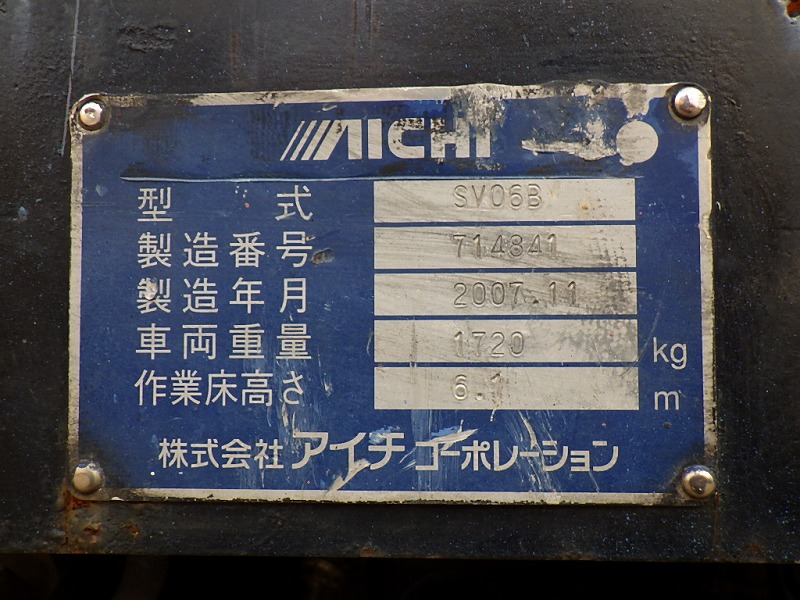 AICHI
型式 SV06B
製造番号 714841
製造年月 2007.11
車両重量 1720 kg
作業床高さ 6.1 m
株式会社アイチコーポレーション